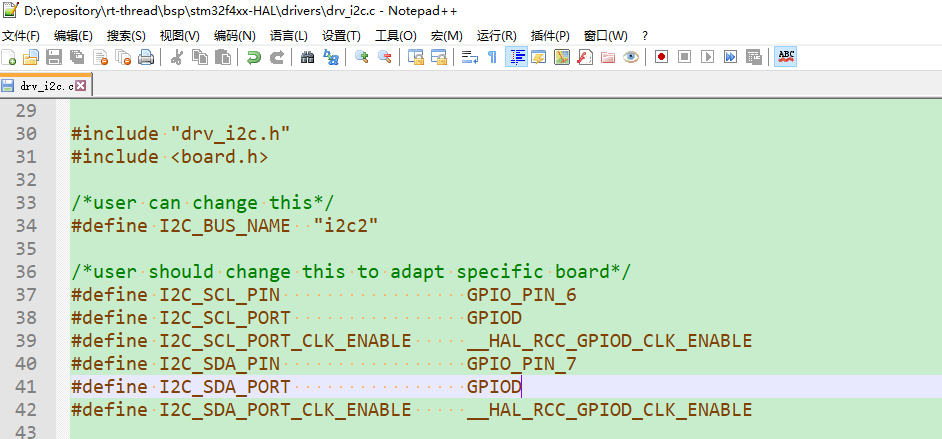 D:\repository\rt-thread\bsp\stm32f4xx-HAL\drivers\drv_i2c.c - Notepad++
文件(F) 编辑(E) 搜索(S) 视图(V) 编码(N) 语言(L) 设置(T) 工具(O) 宏(M) 运行(R) 插件(P) 窗口(W) ?
ABC
drv_i2c.c
29
30 #include "drv_i2c.h"
31 #include <board.h>
32
33 /*user can change this*/
34 #define I2C_BUS_NAME  "i2c2"
35
36 /*user should change this to adapt specific board*/
37 #define I2C_SCL_PIN                 GPIO_PIN_6
38 #define I2C_SCL_PORT                GPIOD
39 #define I2C_SCL_PORT_CLK_ENABLE     __HAL_RCC_GPIOD_CLK_ENABLE
40 #define I2C_SDA_PIN                 GPIO_PIN_7
41 #define I2C_SDA_PORT                GPIOD
42 #define I2C_SDA_PORT_CLK_ENABLE     __HAL_RCC_GPIOD_CLK_ENABLE
43